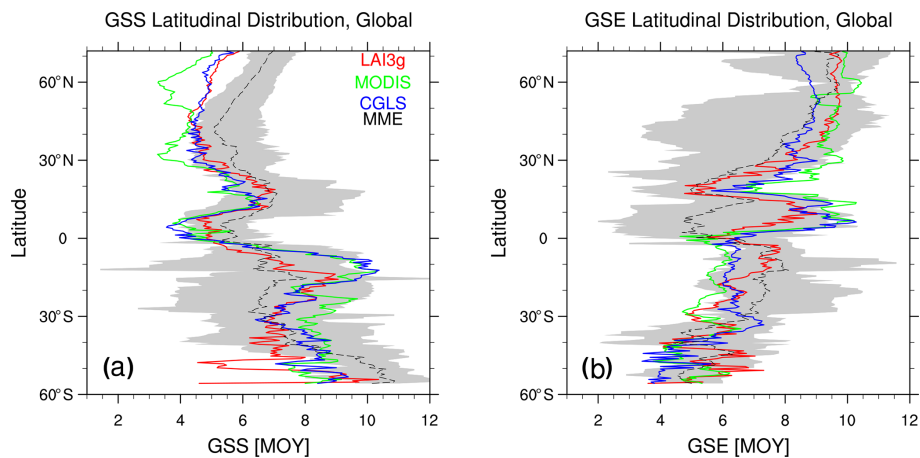 GSS Latitudinal Distribution, Global
LAI3g
MODIS
CGLS
MME
60°N
30°N
0
30°S
60°S
Latitude
(a)
2 4 6 8 10 12
GSS [MOY]
GSE Latitudinal Distribution, Global
60°N
30°N
0
30°S
60°S
Latitude
(b)
2 4 6 8 10 12
GSE [MOY]